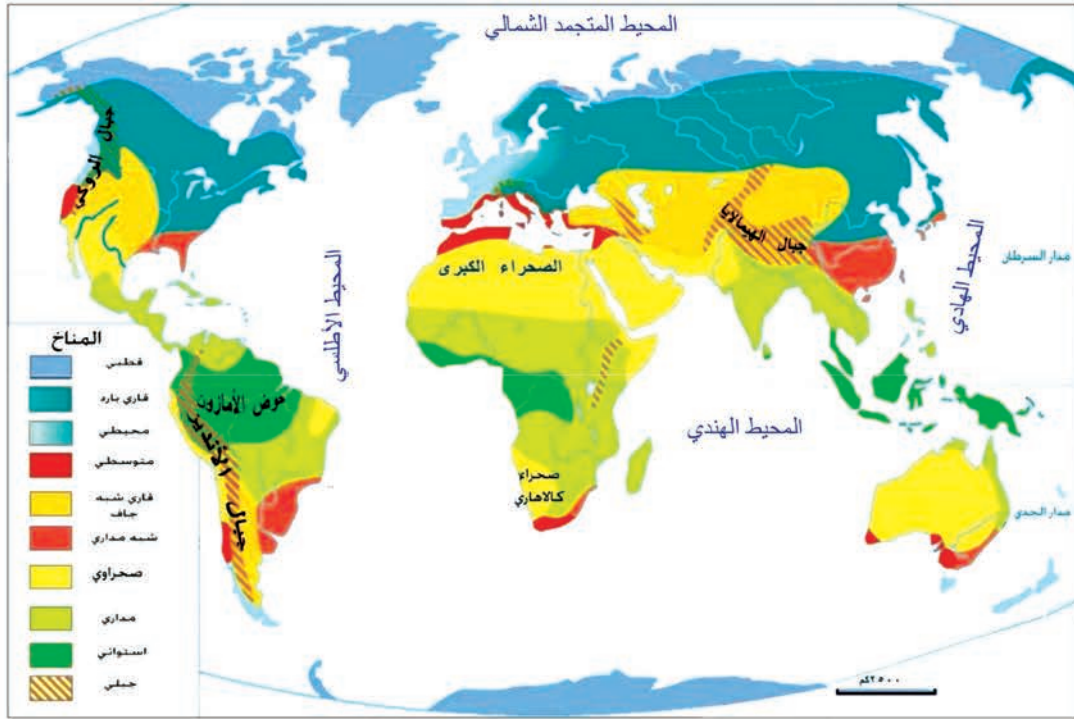 المحيط المتجمد الشمالي
جبال الروكي
المحيط الأطلسي
الصحراء الكبرى
جبال الهيمالايا
المحيط الهادي
مدار السرطان
حوض الأمازون
جبال الأنديز
المحيط الهندي
صحراء
كالاهاري
مدار الجدي
المناخ
قطبي
قاري بارد
محيطي
متوسطي
قاري شبه
جاف
شبه مداري
صحراوي
مداري
استوائي
جبلي
٢٥٠٠كم